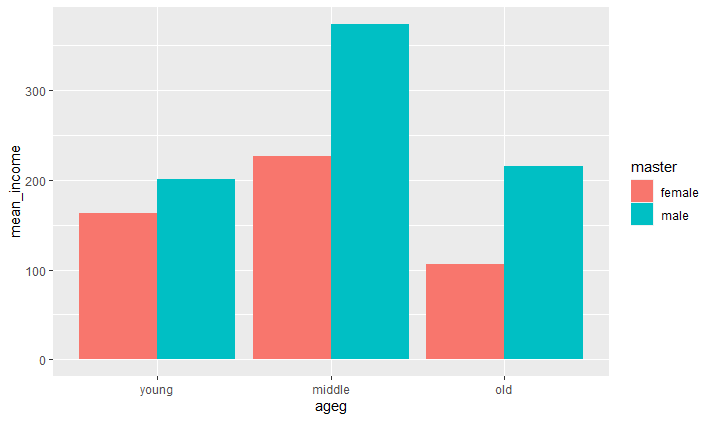 mean_income
300
200
100
0
young middle old
ageg
master
female
male